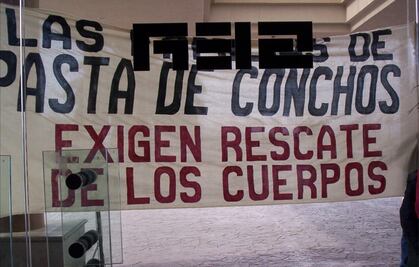 LAS DE
PASTA DE CONCHOS
EXIGEN RESCATE
DE LOS CUERPOS